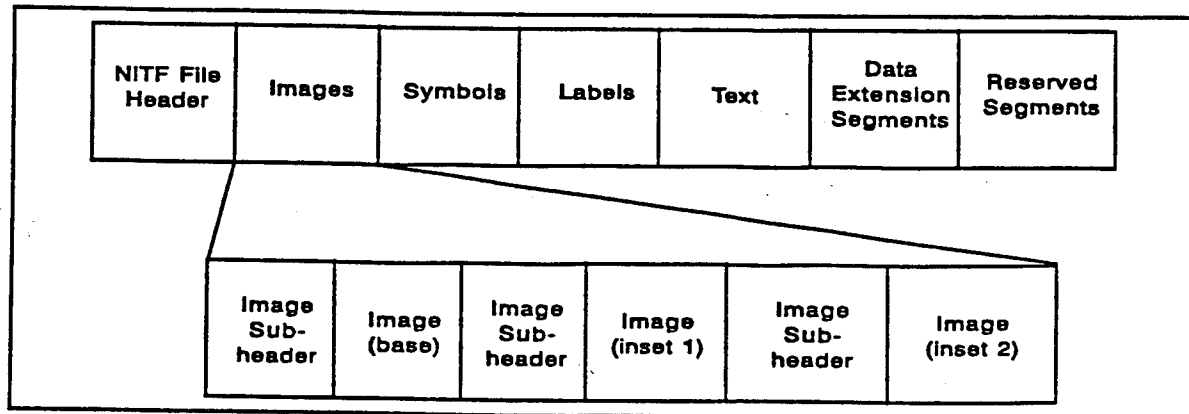 NITF File
Header
Images
Symbols
Labels
Text
Data
Extension
Segments
Reserved
Segments
Image
Sub-
header
Image
(base)
Image
Sub-
header
Image
(inset 1)
Image
Sub-
header
Image
(inset 2)